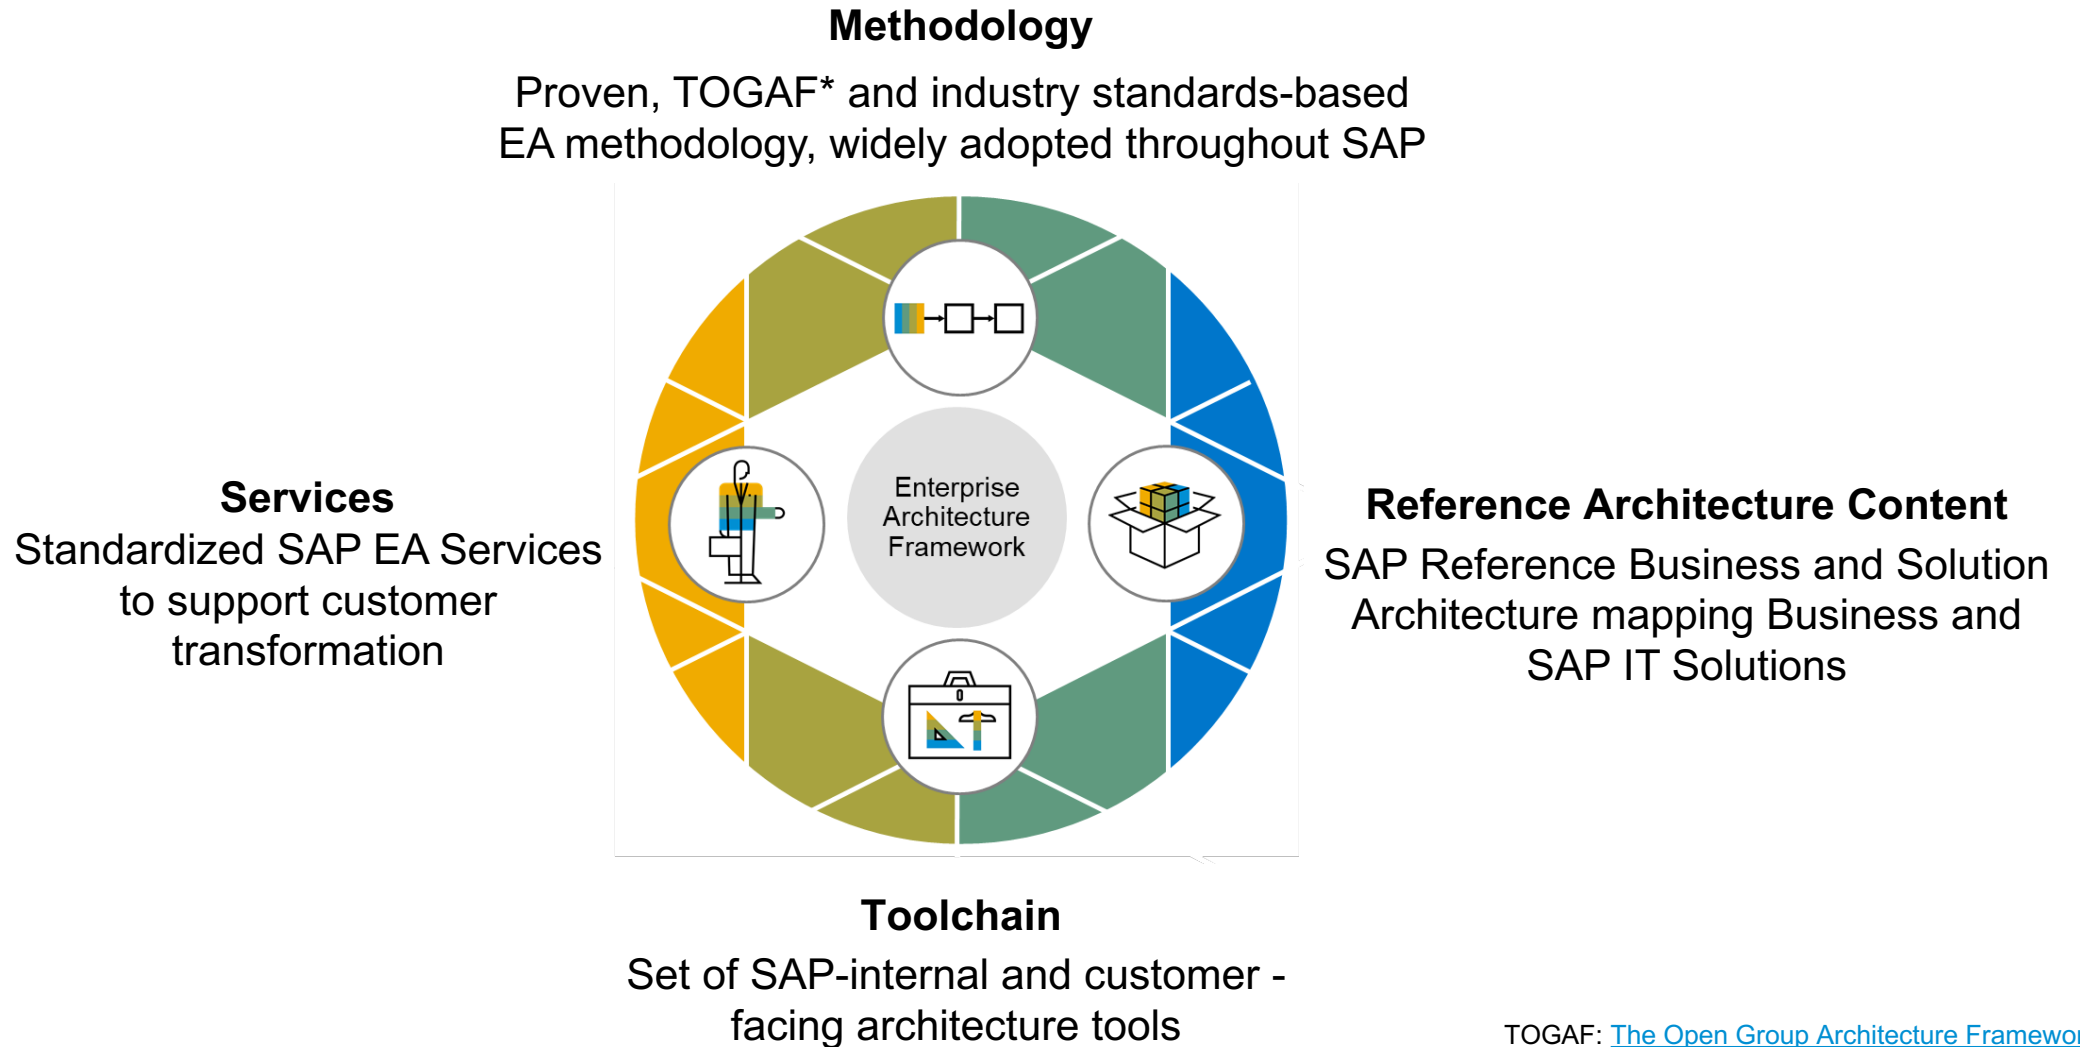 Methodology
Proven, TOGAF* and industry standards-based
EA methodology, widely adopted throughout SAP
Services
Standardized SAP EA Services
to support customer
transformation
Enterprise
Architecture
Framework
Reference Architecture Content
SAP Reference Business and Solution
Architecture mapping Business and
SAP IT Solutions
Toolchain
Set of SAP-internal and customer -
facing architecture tools
TOGAF: The Open Group Architecture Framewor